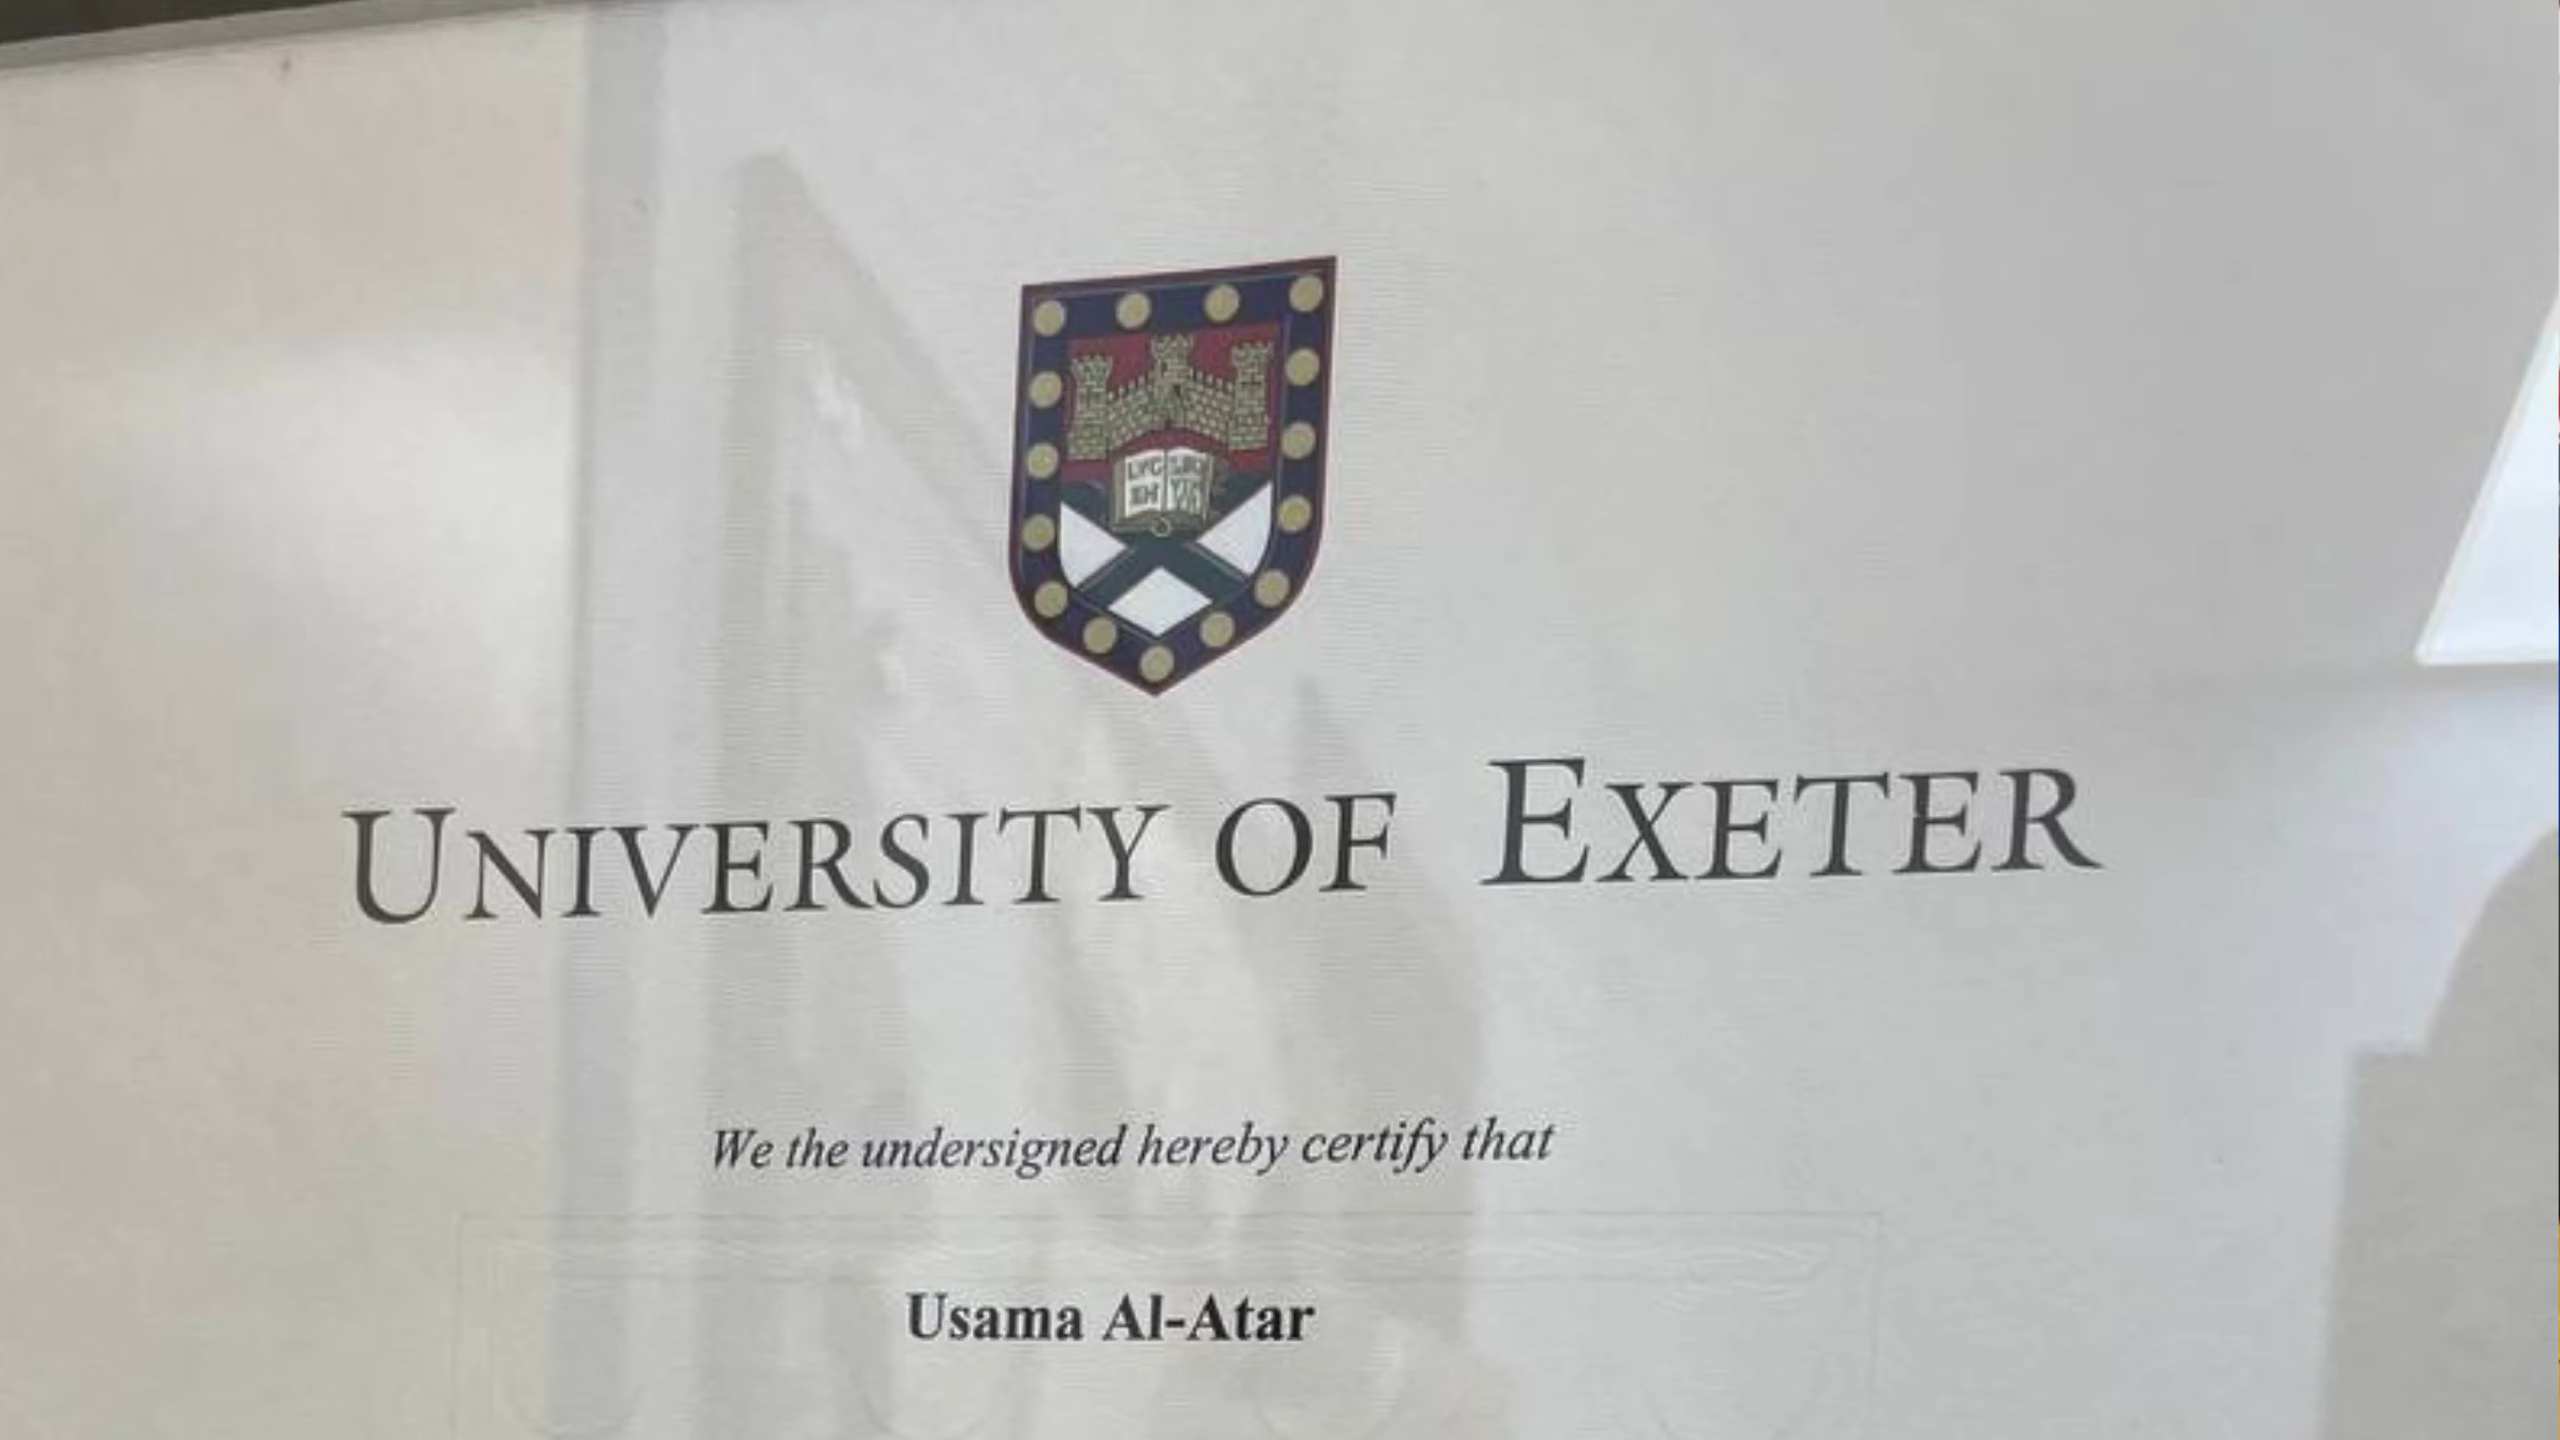 UNIVERSITY OF EXETER
We the undersigned hereby certify that
Usama Al-Atar